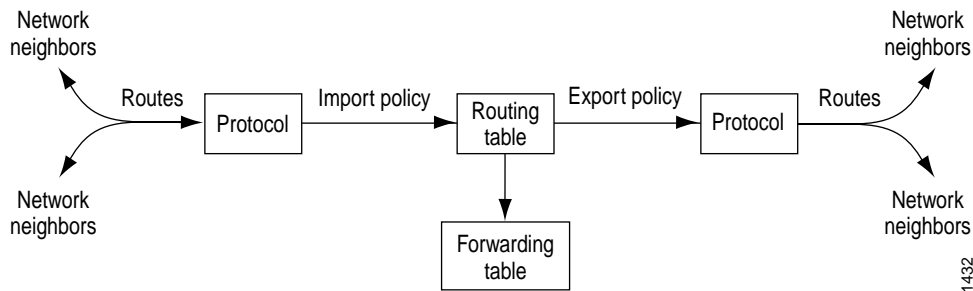 Network
neighbors
Network
neighbors
Routes
Import policy
Export policy
Routes
Protocol
Routing
table
Protocol
Network
neighbors
Network
neighbors
Forwarding
table
1432